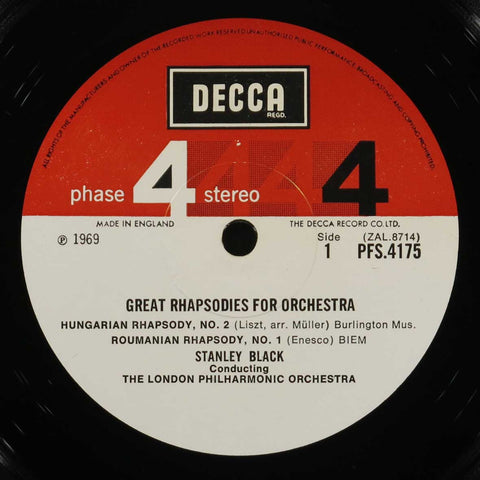 ALL RIGHTS OF THE MANUFACTURERS AND OWNER OF THE RECORDED WORK RESERVED UNAUTHORISED PUBLIC PERFORMANCE, BROADCASTING AND COPYING PROHIBITED.
DECCA
REGD.
phase 4 stereo 4 4 4
MADE IN ENGLAND THE DECCA RECORD CO. LTD.
℗ 1969 Side (ZAL.8714)
1 PFS.4175
GREAT RHAPSODIES FOR ORCHESTRA
HUNGARIAN RHAPSODY, NO. 2 (Liszt, arr. Müller) Burlington Mus.
ROUMANIAN RHAPSODY, NO. 1 (Enesco) BIEM
STANLEY BLACK
Conducting
THE LONDON PHILHARMONIC ORCHESTRA